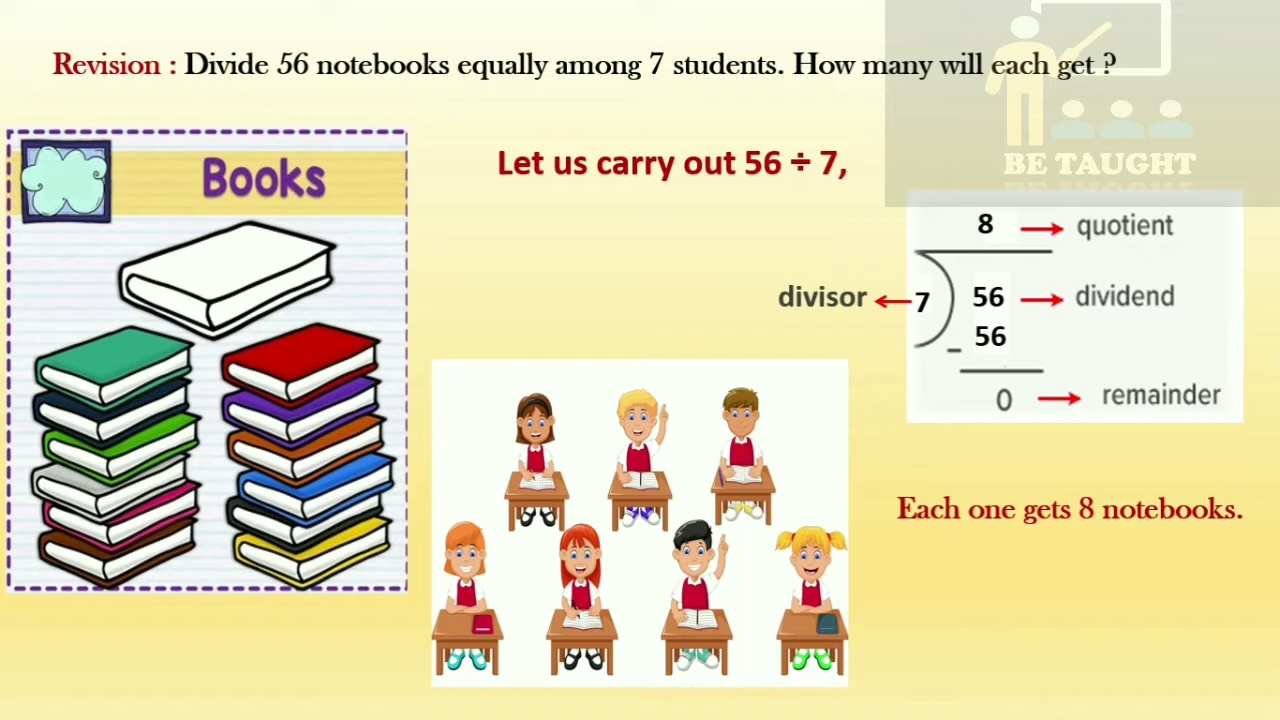 Revision : Divide 56 notebooks equally among 7 students. How many will each get ?
BE TAUGHT
Books
Let us carry out 56 ÷ 7,
8 quotient
divisor 7 56 dividend
- 56
0 remainder
Each one gets 8 notebooks.